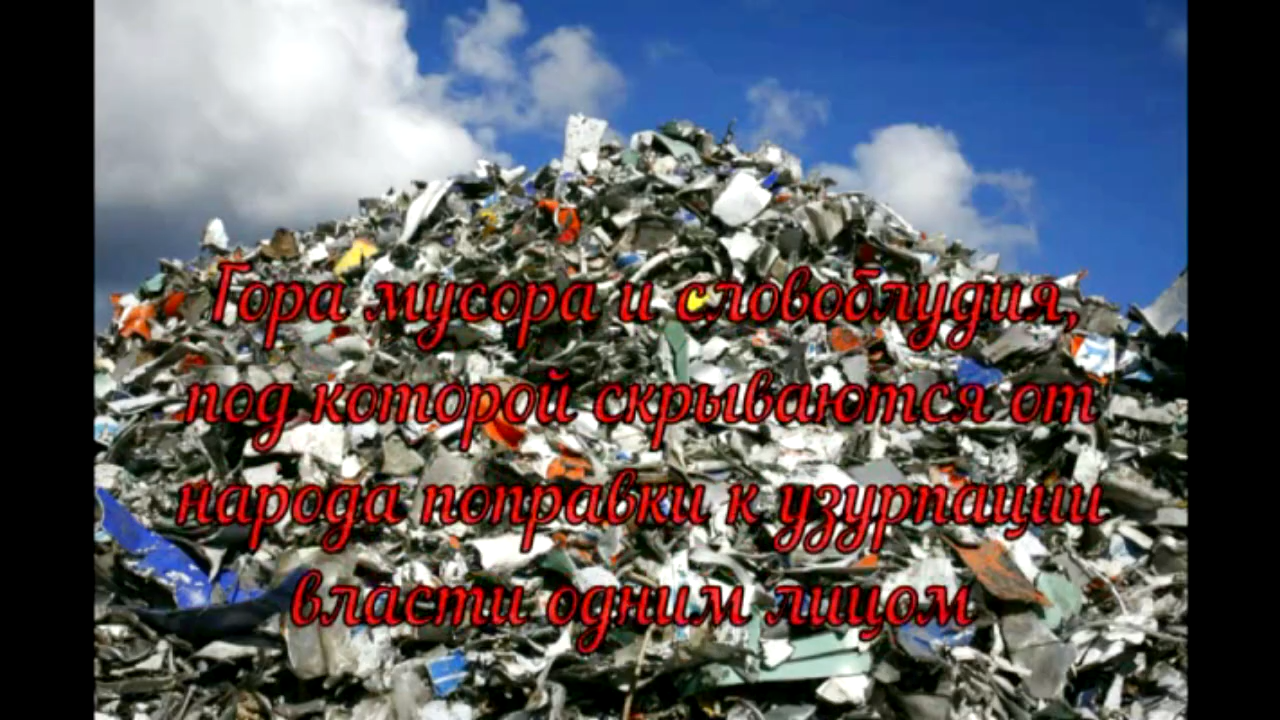 Гора мусора и словоблудия,
под которой скрываются от
народа поправки к узурпации
власти одним лицом